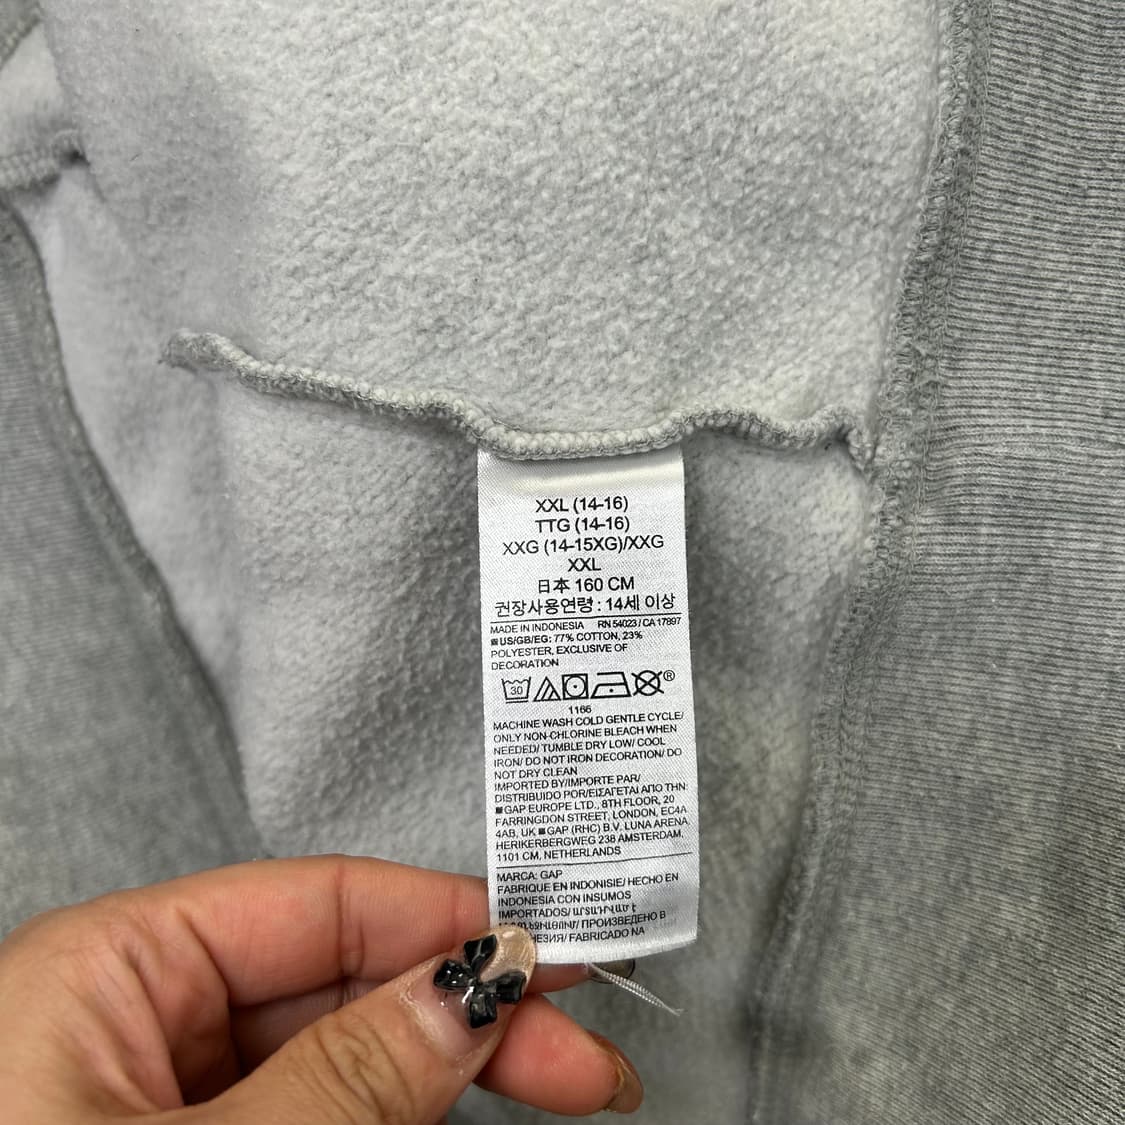 XXL (14-16)
TTG (14-16)
XXG (14-15XG)/XXG
XXL
日本 160 CM
권장사용연령 : 14세 이상
MADE IN INDONESIA RN 54023 / CA 17897
US/GB/EG: 77% COTTON, 23%
POLYESTER, EXCLUSIVE OF
DECORATION
30 ®
1166
MACHINE WASH COLD GENTLE CYCLE/
ONLY NON-CHLORINE BLEACH WHEN
NEEDED/ TUMBLE DRY LOW/ COOL
IRON/ DO NOT IRON DECORATION/ DO
NOT DRY CLEAN
IMPORTED BY/IMPORTE PAR/
DISTRIBUIDO POR/ΕΙΣΑΓΕΤΑΙ ΑΠΟ ΤΗΝ:
GAP EUROPE LTD., 8TH FLOOR, 20
FARRINGDON STREET, LONDON, EC4A
4AB, UK GAP (RHC) B.V. LUNA ARENA,
HERIKERBERGWEG 238 AMSTERDAM,
1101 CM, NETHERLANDS
MARCA: GAP
FABRIQUE EN INDONISIE/ HECHO EN
INDONESIA CON INSUMOS
IMPORTADOS/
ПРОИЗВЕДЕНО В
FABRICADO NA